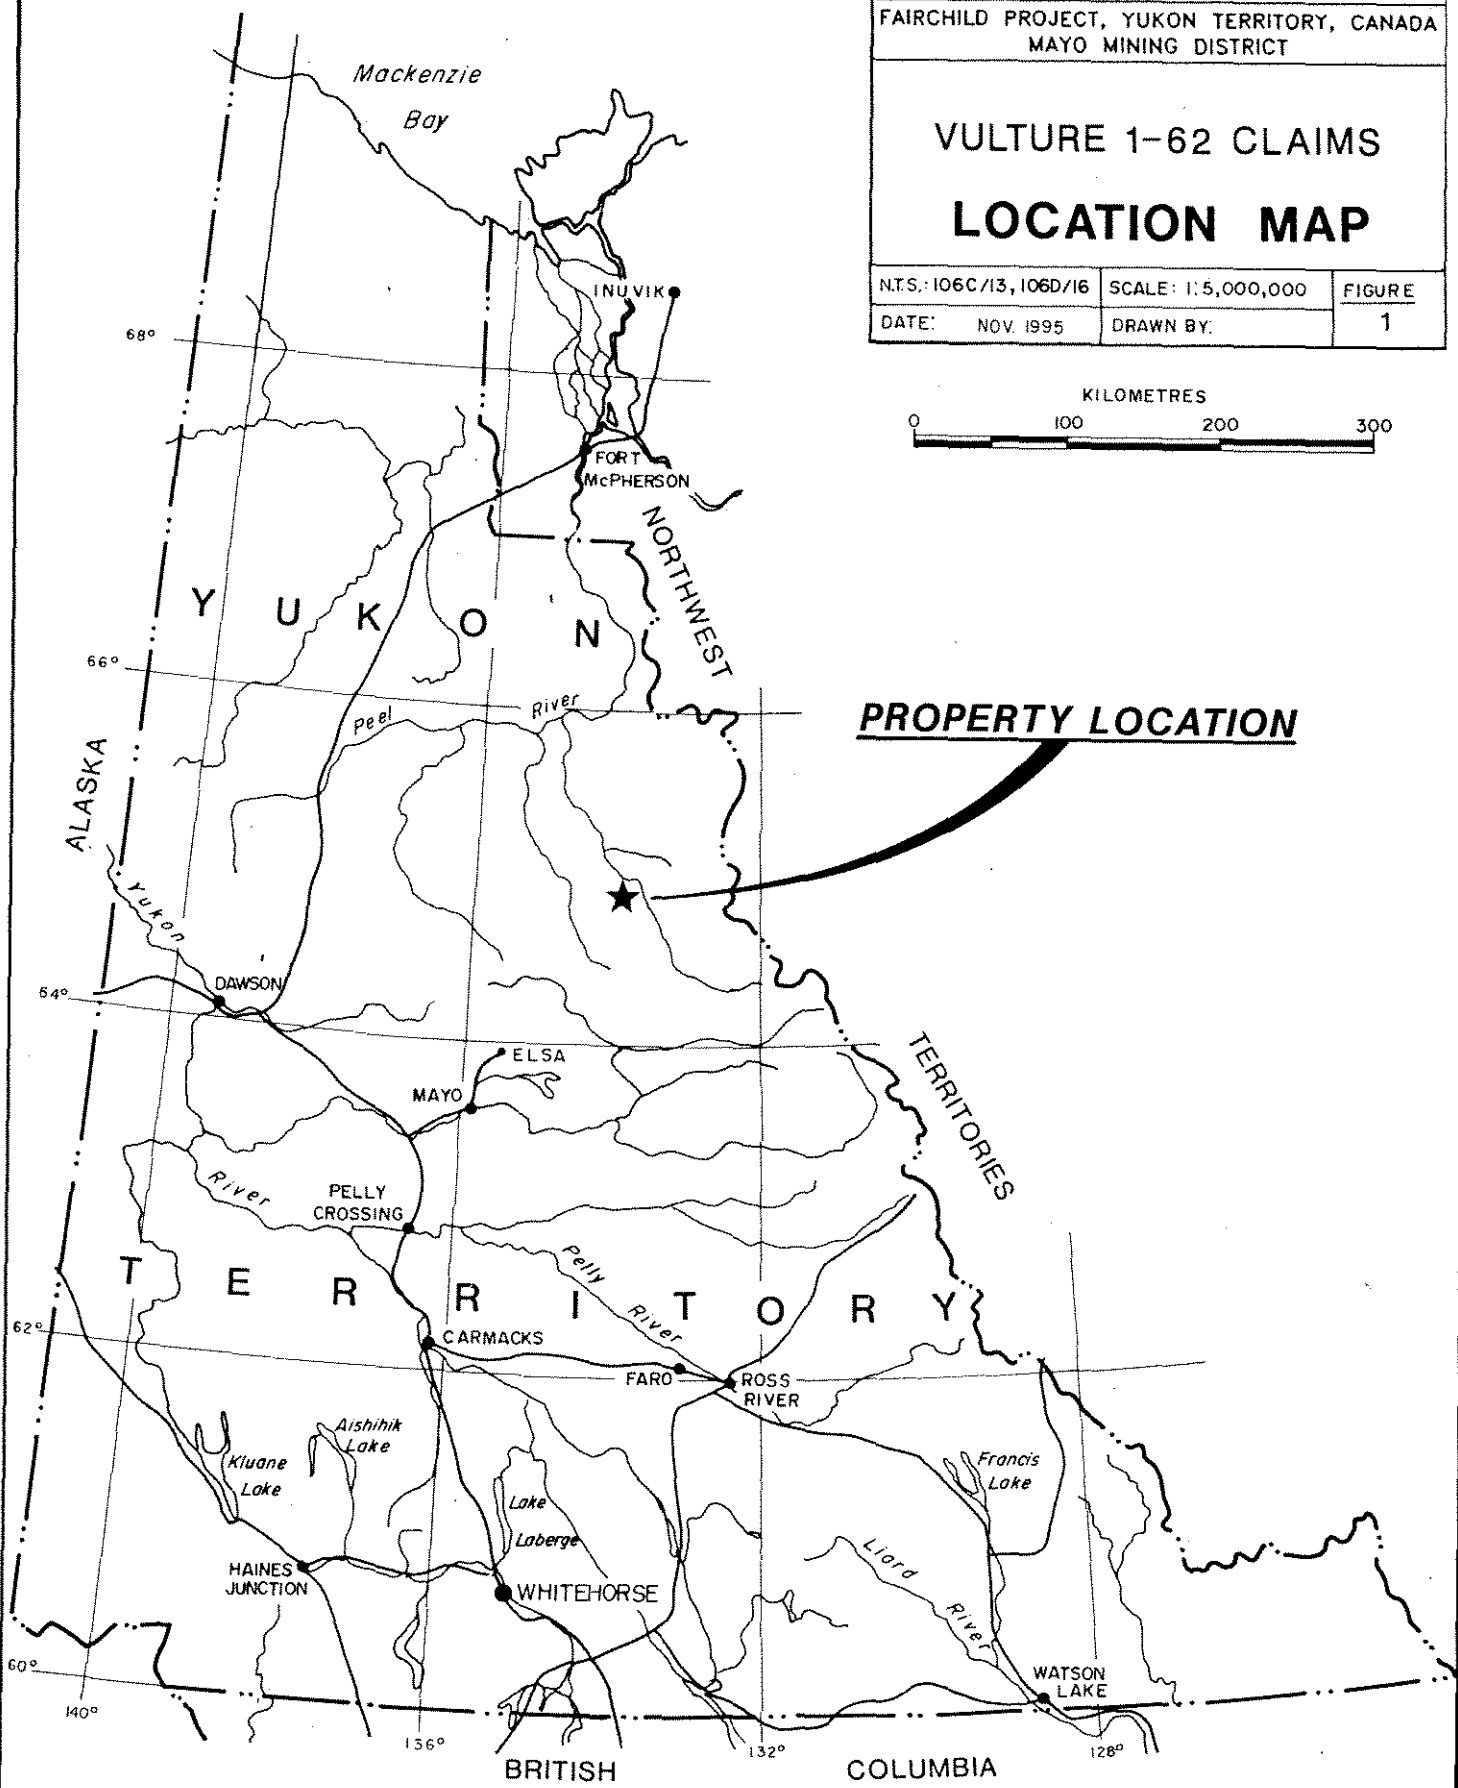 FAIRCHILD PROJECT, YUKON TERRITORY, CANADA
MAYO MINING DISTRICT
VULTURE 1-62 CLAIMS
LOCATION MAP
N.T.S.: 106C/13, 106D/16
SCALE: 1:5,000,000
FIGURE
1
DATE: NOV. 1995
DRAWN BY:
KILOMETRES
0 100 200 300
Mackenzie
Bay
INUVIK
68°
FORT
McPHERSON
NORTHWEST
YUKON
66°
Peel River
PROPERTY LOCATION
ALASKA
Yukon
DAWSON
64°
ELSA
MAYO
TERRITORIES
River
PELLY
CROSSING
Pelly
River
TERRITORY
62°
CARMACKS
FARO
ROSS
RIVER
Aishihik
Lake
Kluane
Lake
Francis
Lake
Lake
Laberge
Liard
River
HAINES
JUNCTION
WHITEHORSE
WATSON
LAKE
60°
140°
136°
132°
128°
BRITISH COLUMBIA